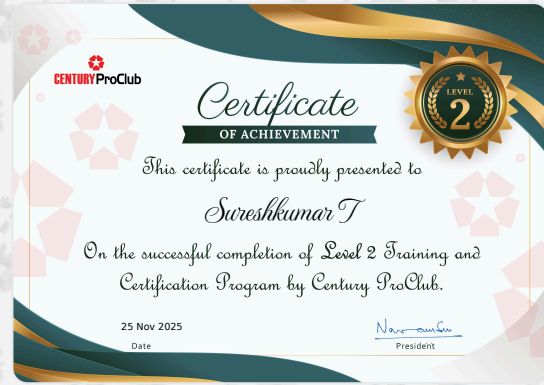 CENTURY ProClub
LEVEL
2
Certificate
OF ACHIEVEMENT
This certificate is proudly presented to
Sureshkumar T
On the successful completion of Level 2 Training and
Certification Program by Century ProClub.
25 Nov 2025
Date
President